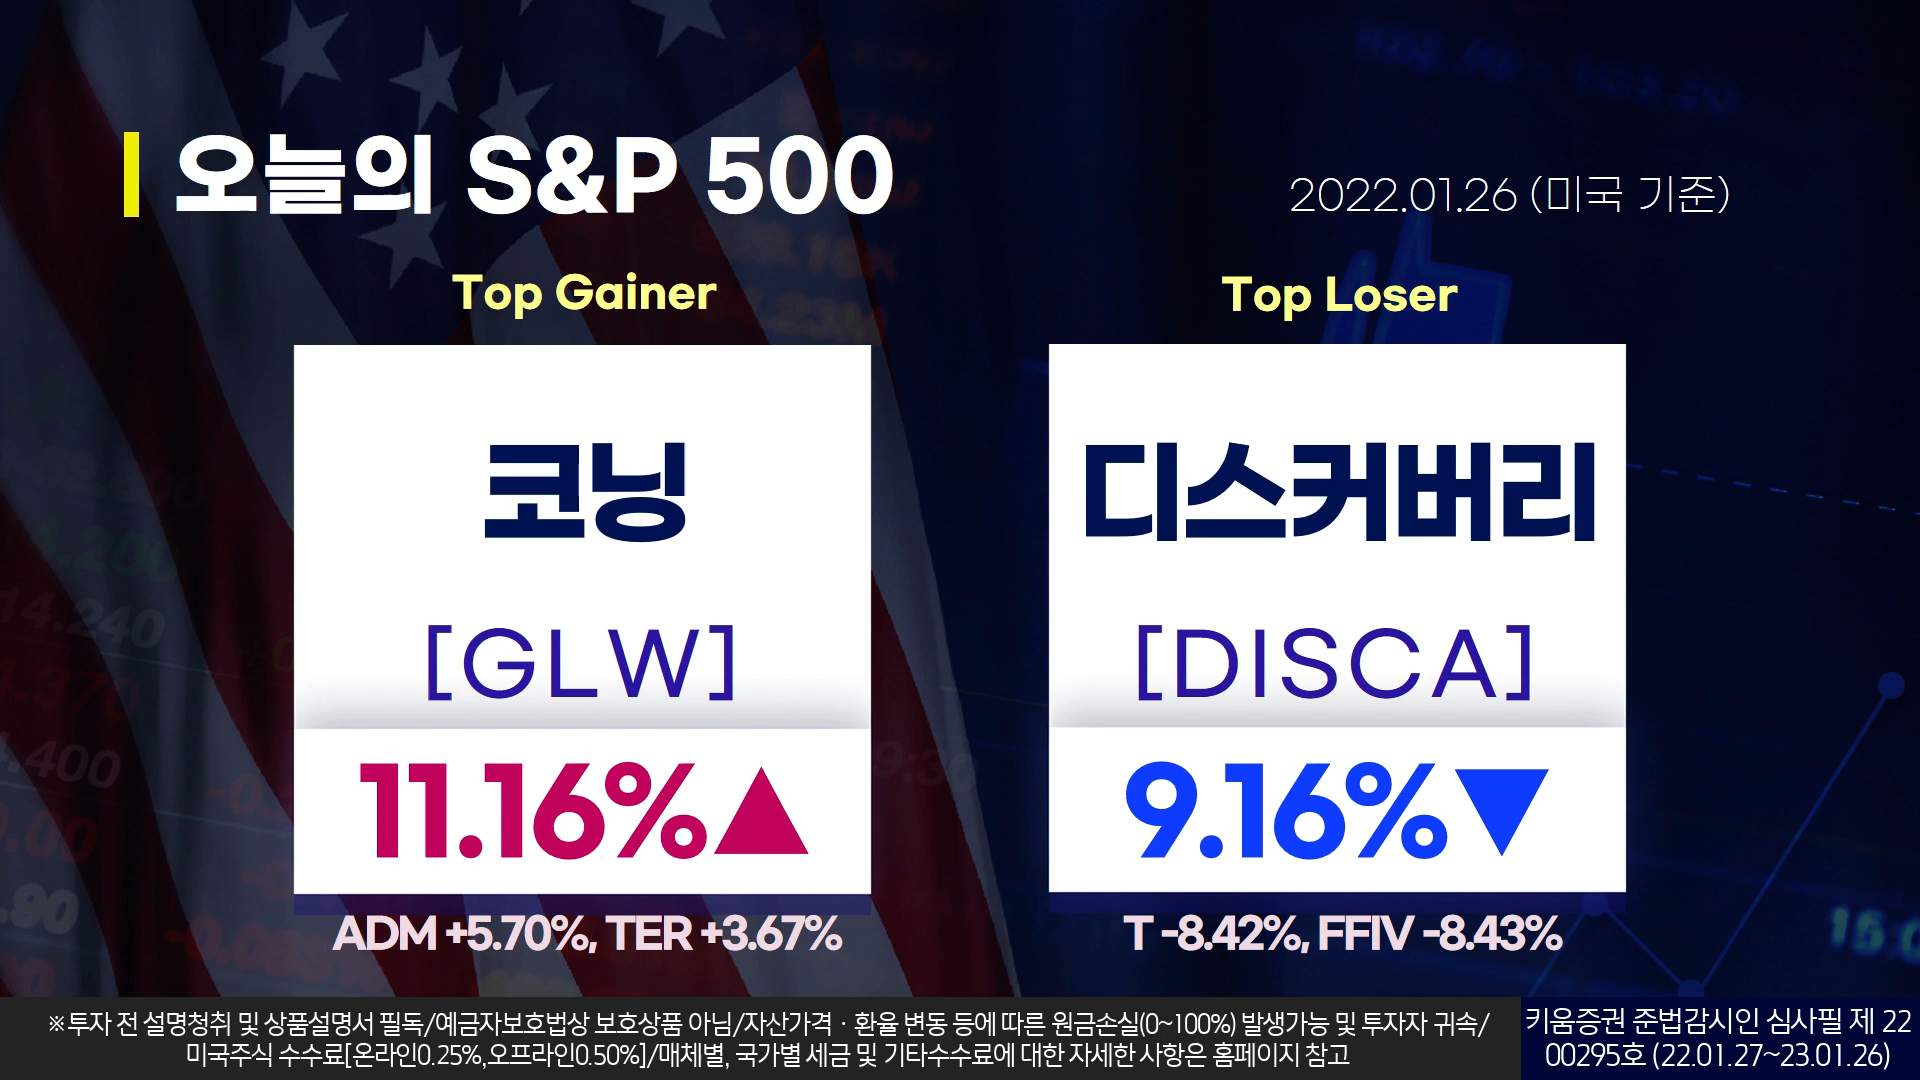 오늘의 S&P 500
2022.01.26 (미국 기준)
Top Gainer
코닝
[GLW]
11.16%▲
ADM +5.70%, TER +3.67%
Top Loser
디스커버리
[DISCA]
9.16%▼
T -8.42%, FFIV -8.43%
※투자 전 설명청취 및 상품설명서 필독/예금자보호법상 보호상품 아님/자산가격 · 환율 변동 등에 따른 원금손실(0~100%) 발생가능 및 투자자 귀속/
미국주식 수수료[온라인0.25%,오프라인0.50%]/매체별, 국가별 세금 및 기타수수료에 대한 자세한 사항은 홈페이지 참고
키움증권 준법감시인 심사필 제 22
00295호 (22.01.27~23.01.26)
14.240
.400
.90